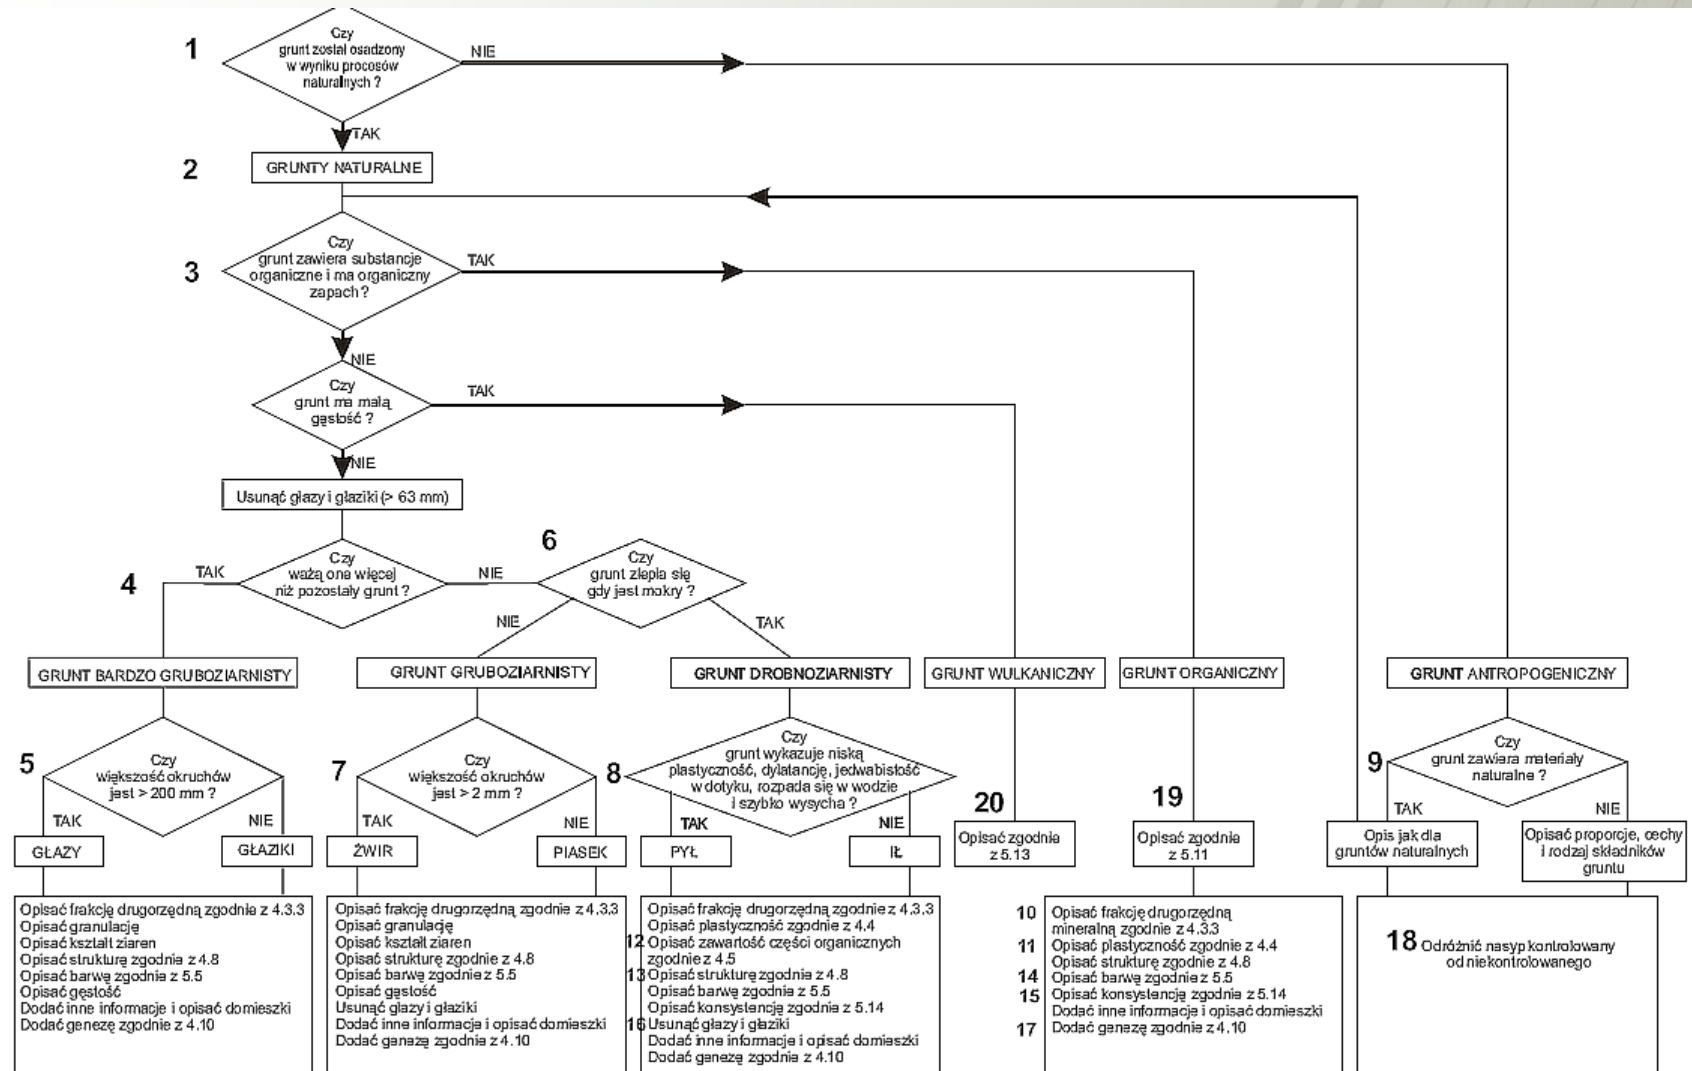 1
Czy
grunt został osadzony
w wyniku procosów
naturalnych ?
NIE
TAK
2
GRUNTY NATURALNE
3
Czy
grunt zawiera substancje
organiczne i ma organiczny
zapach ?
TAK
NIE
Czy
grunt ma małą
gęstość ?
TAK
NIE
Usunąć głazy i głaziki (> 63 mm)
4
TAK
Czy
ważą one więcej
niż pozostały grunt ?
NIE
6
Czy
grunt zlepia się
gdy jest mokry ?
NIE
TAK
GRUNT BARDZO GRUBOZIARNISTY
GRUNT GRUBOZIARNISTY
GRUNT DROBNOZIARNISTY
GRUNT WULKANICZNY
GRUNT ORGANICZNY
GRUNT ANTROPOGENICZNY
5
Czy
większość okruchów
jest > 200 mm ?
TAK
NIE
GŁAZY
GŁAZIKI
7
Czy
większość okruchów
jest > 2 mm ?
TAK
NIE
ŻWIR
PIASEK
8
Czy
grunt wykazuje niską
plastyczność, dylatancję, jedwabistość
w dotyku, rozpada się w wodzie
i szybko wysycha ?
TAK
NIE
PYŁ
IŁ
20
Opisać zgodnie
z 5.13
19
Opisać zgodnie
z 5.11
9
Czy
grunt zawiera materiały
naturalne ?
TAK
NIE
Opis jak dla
gruntów naturalnych
Opisać proporcje, cechy
i rodzaj składników
gruntu
Opisać frakcję drugorzędną zgodnie z 4.3.3
Opisać granulację
Opisać kształt ziaren
Opisać strukturę zgodnie z 4.8
Opisać barwę zgodnie z 5.5
Opisać gęstość
Dodać inne informacje i opisać domieszki
Dodać genezę zgodnie z 4.10
Opisać frakcję drugorzędną zgodnie z 4.3.3
Opisać granulację
Opisać kształt ziaren
Opisać strukturę zgodnie z 4.8
Opisać barwę zgodnie z 5.5
Opisać gęstość
Usunąć głazy i głaziki
Dodać inne informacje i opisać domieszki
Dodać genezę zgodnie z 4.10
Opisać frakcję drugorzędną zgodnie z 4.3.3
Opisać plastyczność zgodnie z 4.4
12 Opisać zawartość części organicznych
zgodnie z 4.5
13 Opisać strukturę zgodnie z 4.8
Opisać barwę zgodnie z 5.5
Opisać konsystencję zgodnie z 5.14
16 Usunąć głazy i głaziki
Dodać inne informacje i opisać domieszki
Dodać genezę zgodnie z 4.10
10 Opisać frakcję drugorzędną
mineralną zgodnie z 4.3.3
11 Opisać plastyczność zgodnie z 4.4
Opisać strukturę zgodnie z 4.8
14 Opisać barwę zgodnie z 5.5
15 Opisać konsystencję zgodnie z 5.14
Dodać inne informacje i opisać domieszki
17 Dodać genezę zgodnie z 4.10
18 Odróżnić nasyp kontrolowany
od niekontrolowanego